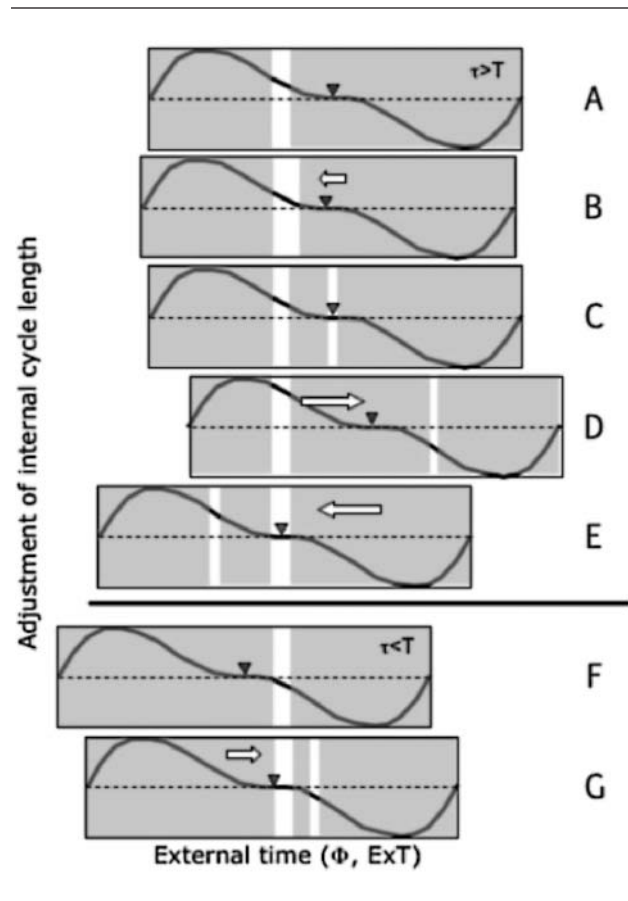 τ>T
A
B
C
D
E
τ<T
F
G
Adjustment of internal cycle length
External time (Φ, ExT)